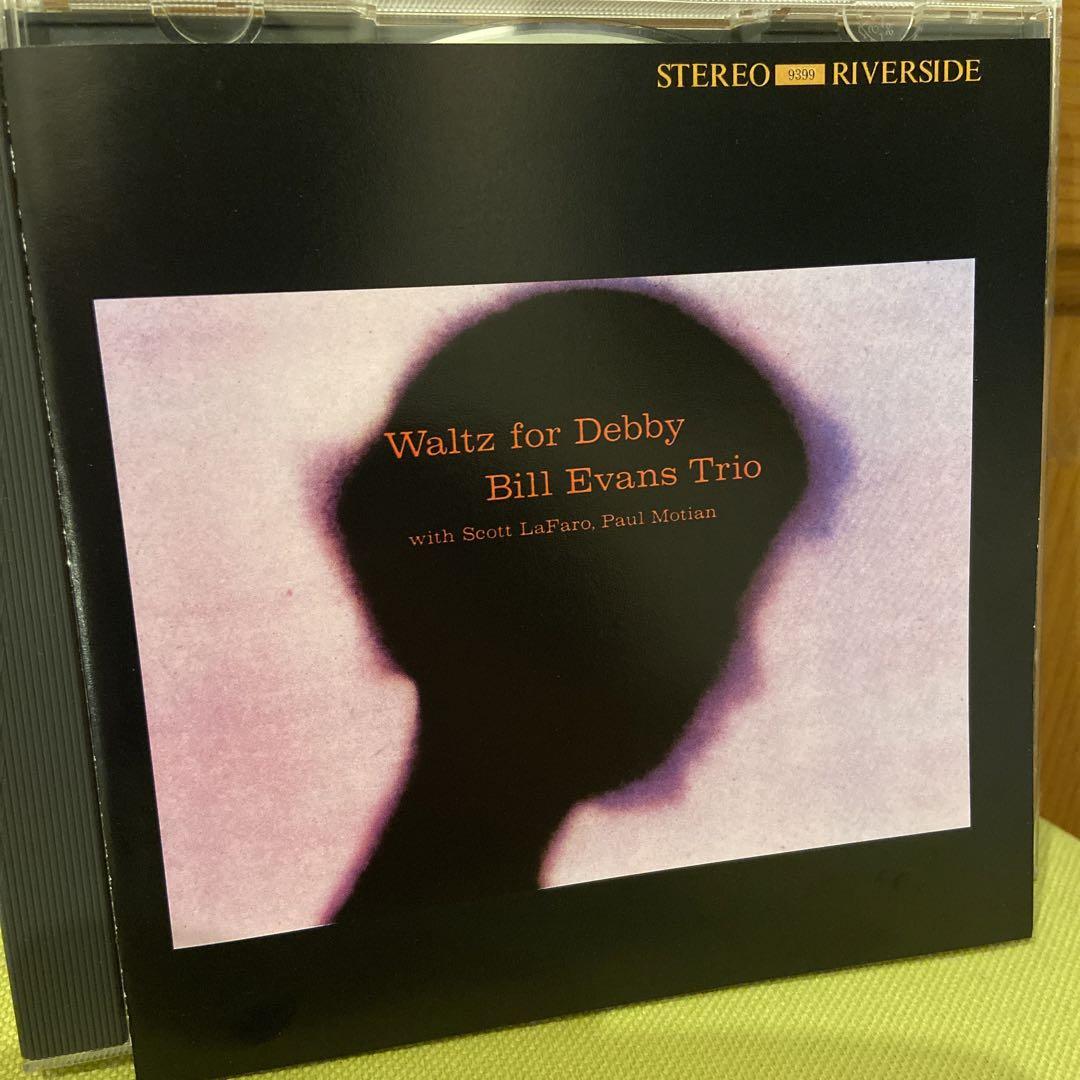 STEREO 9399 RIVERSIDE
Waltz for Debby
Bill Evans Trio
with Scott LaFaro, Paul Motian